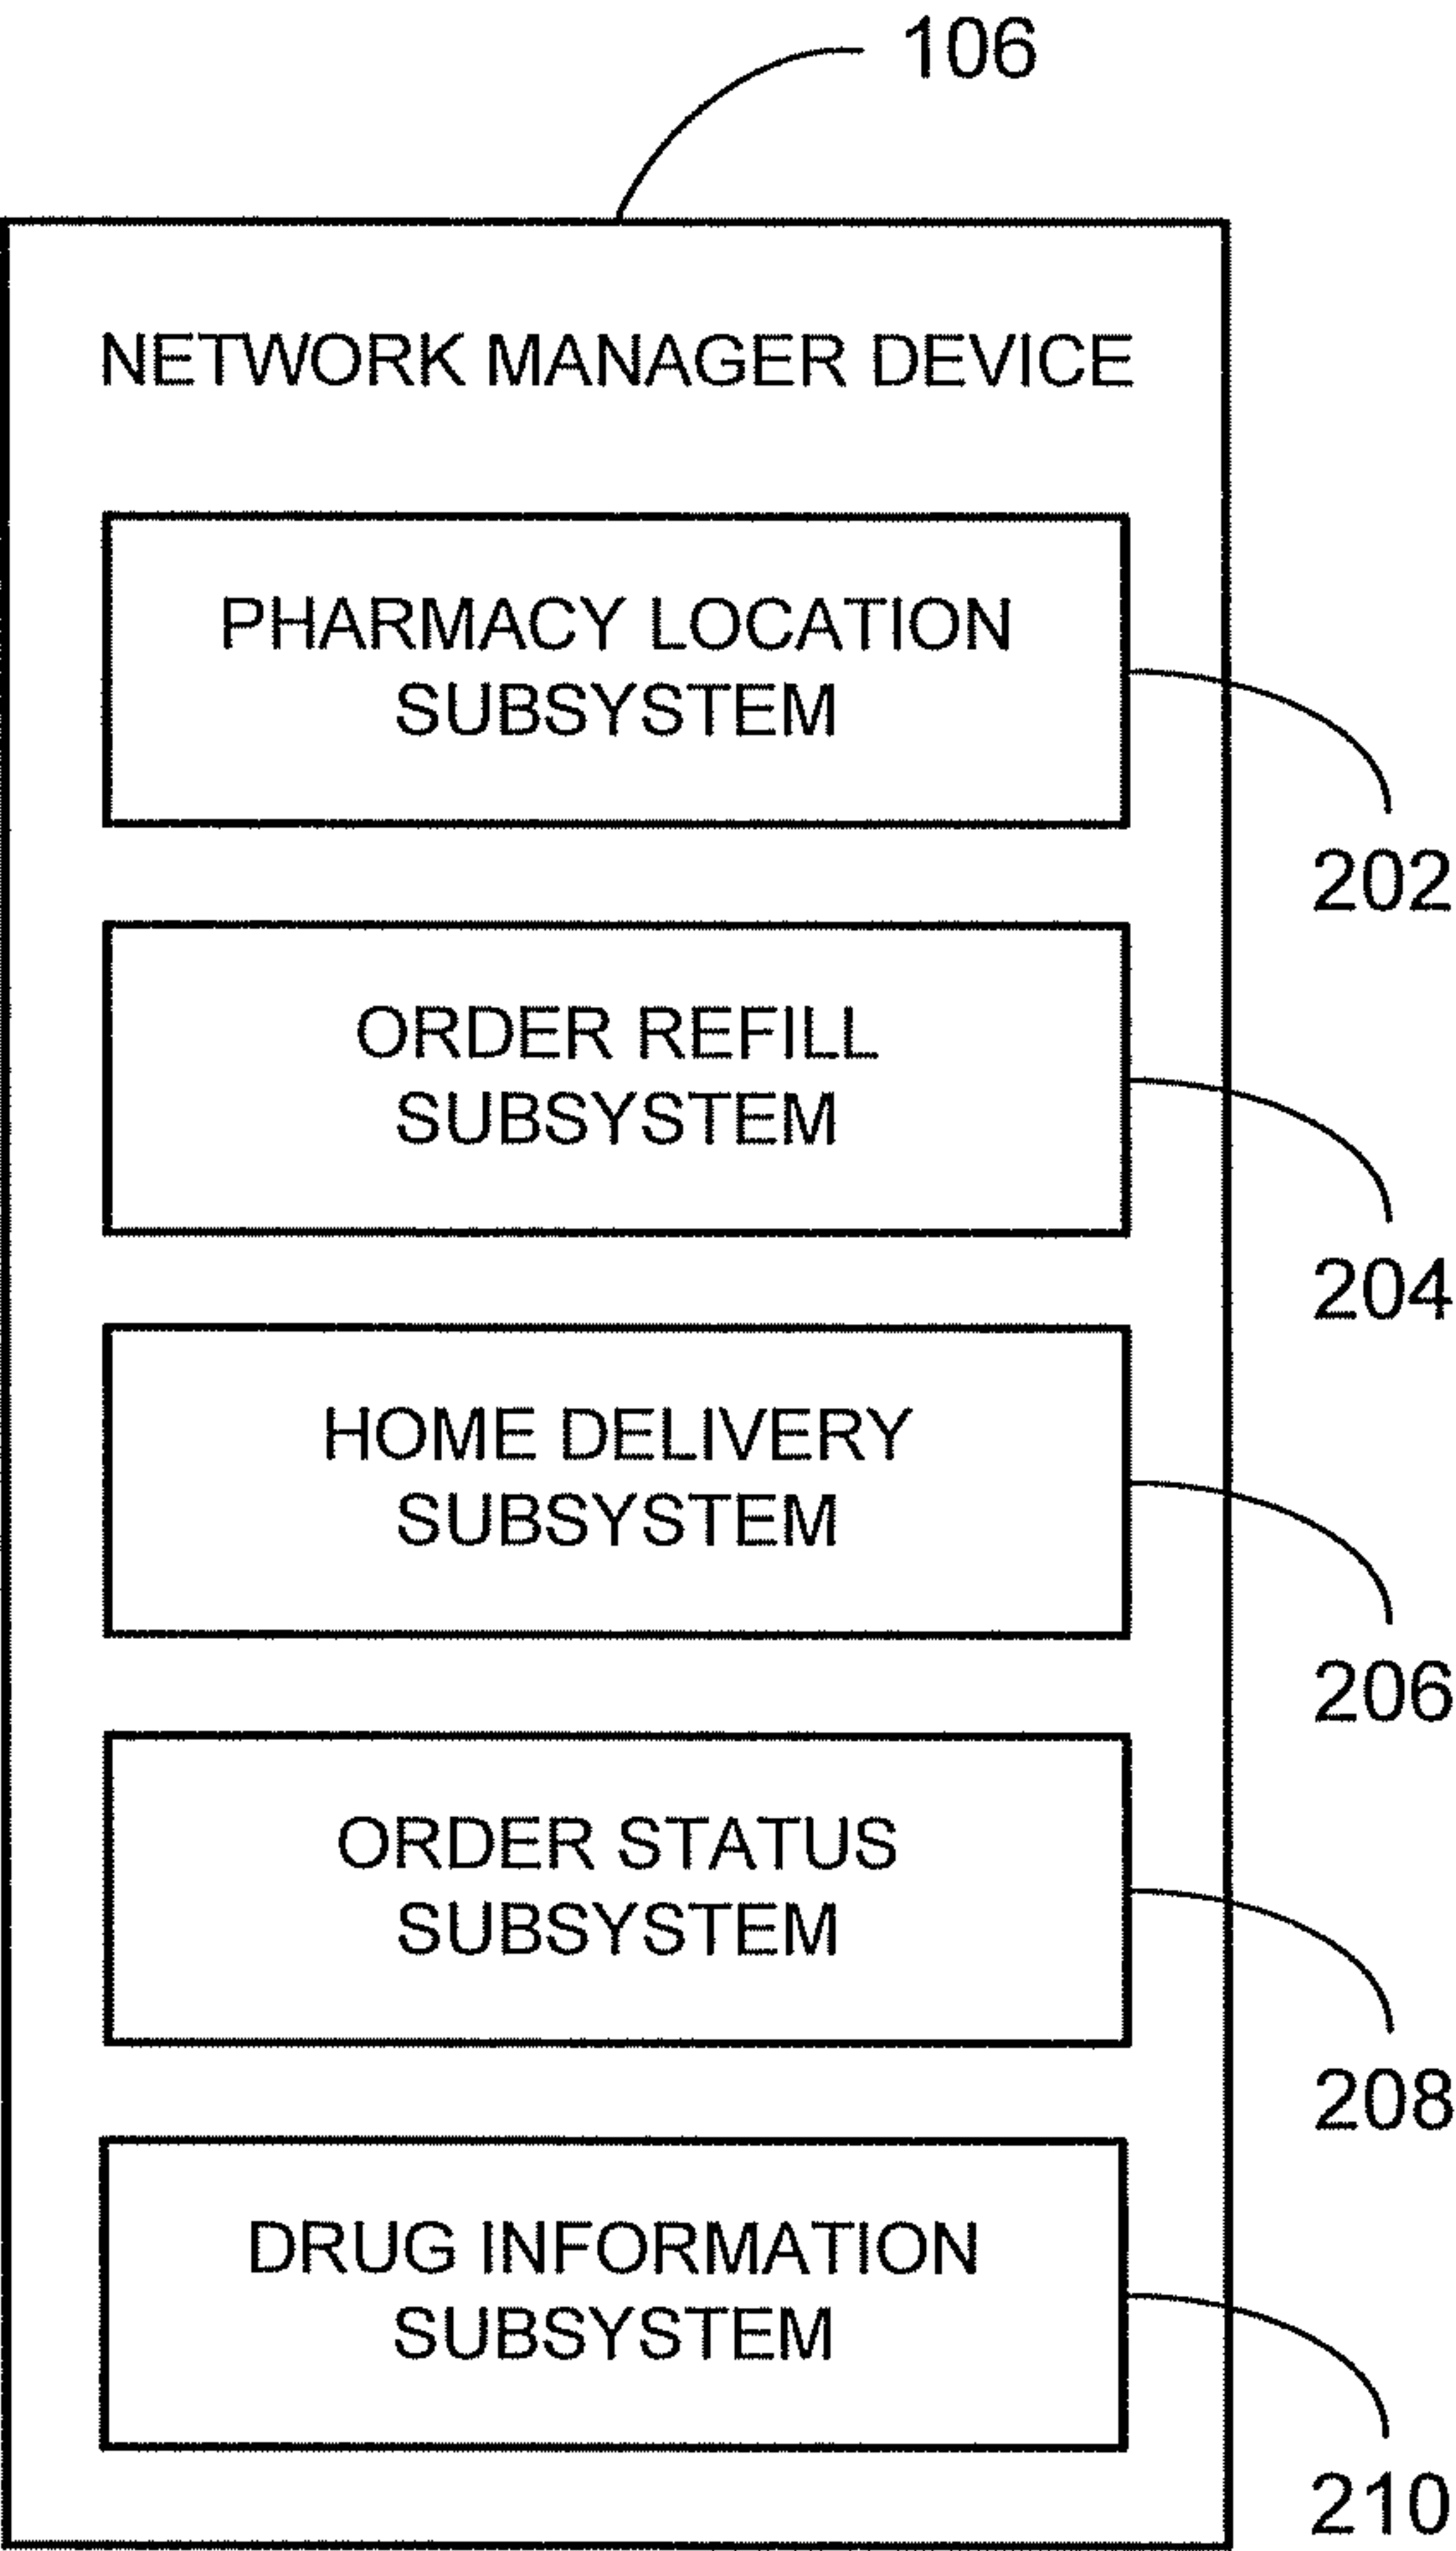 106
NETWORK MANAGER DEVICE
PHARMACY LOCATION
SUBSYSTEM
202
ORDER REFILL
SUBSYSTEM
204
HOME DELIVERY
SUBSYSTEM
206
ORDER STATUS
SUBSYSTEM
208
DRUG INFORMATION
SUBSYSTEM
210